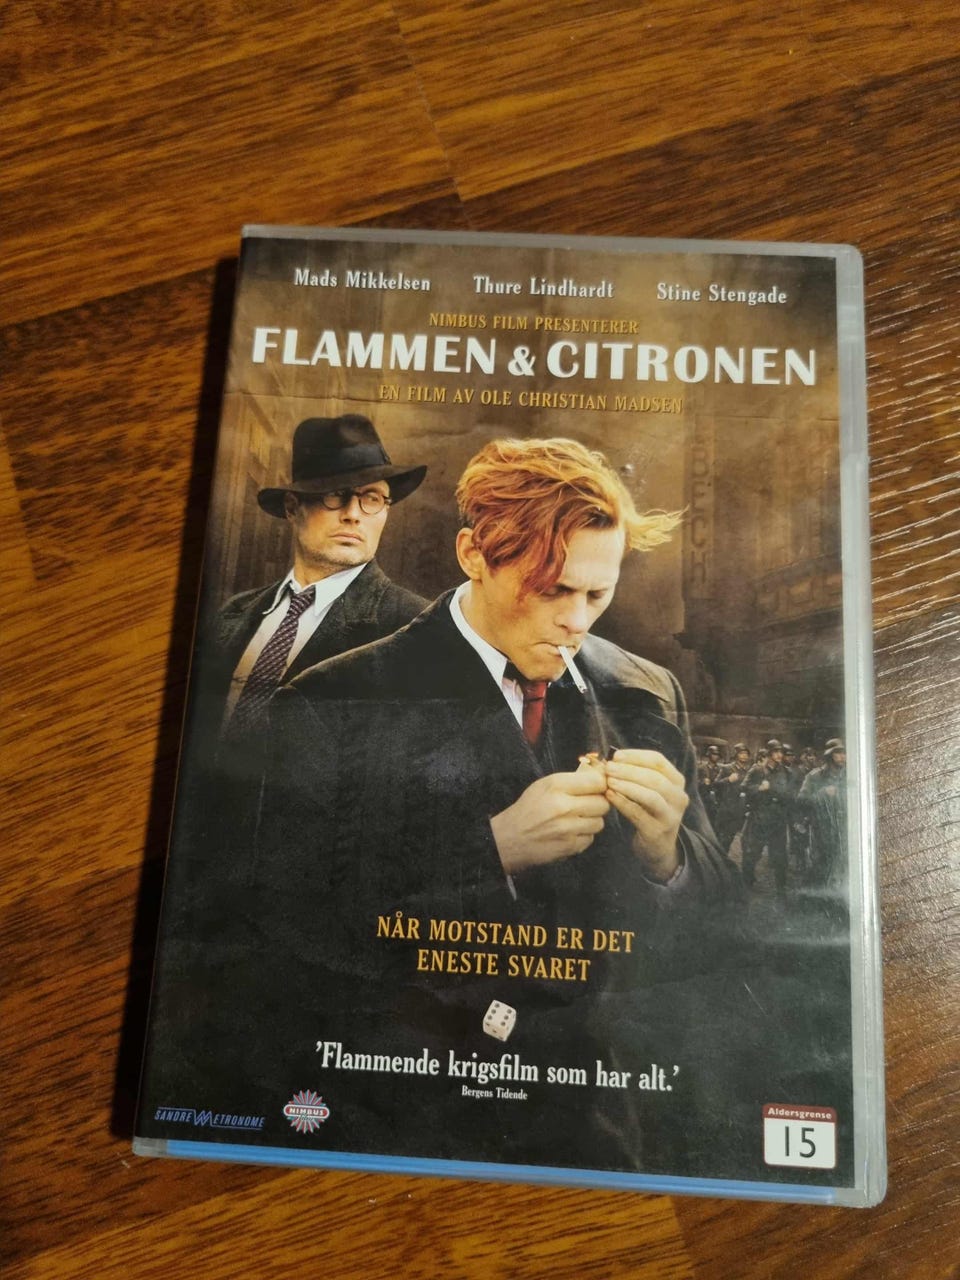 Mads Mikkelsen Thure Lindhardt Stine Stengade
NIMBUS FILM PRESENTERER
FLAMMEN & CITRONEN
EN FILM AV OLE CHRISTIAN MADSEN
NÅR MOTSTAND ER DET
ENESTE SVARET
'Flammende krigsfilm som har alt.'
Bergens Tidende
SANDREW METRONOME
NIMBUS
Aldersgrense
15